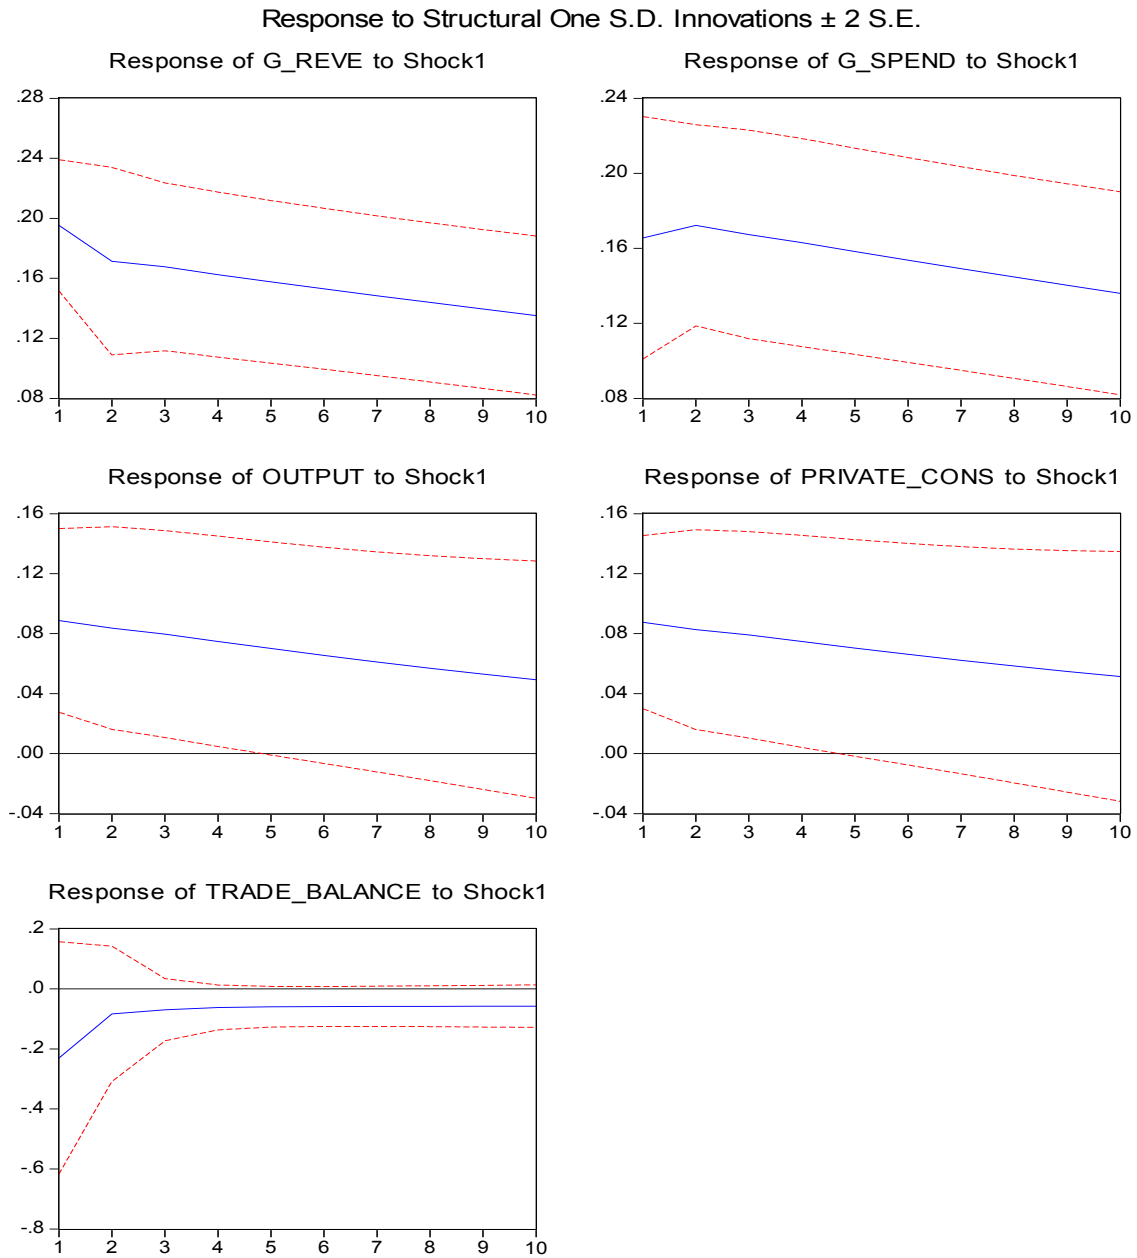 Response to Structural One S.D. Innovations ± 2 S.E.
Response of G_REVE to Shock1
.28
.24
.20
.16
.12
.08
1 2 3 4 5 6 7 8 9 10
Response of G_SPEND to Shock1
.24
.20
.16
.12
.08
1 2 3 4 5 6 7 8 9 10
Response of OUTPUT to Shock1
.16
.12
.08
.04
.00
-.04
1 2 3 4 5 6 7 8 9 10
Response of PRIVATE_CONS to Shock1
.16
.12
.08
.04
.00
-.04
1 2 3 4 5 6 7 8 9 10
Response of TRADE_BALANCE to Shock1
.2
.0
-.2
-.4
-.6
-.8
1 2 3 4 5 6 7 8 9 10